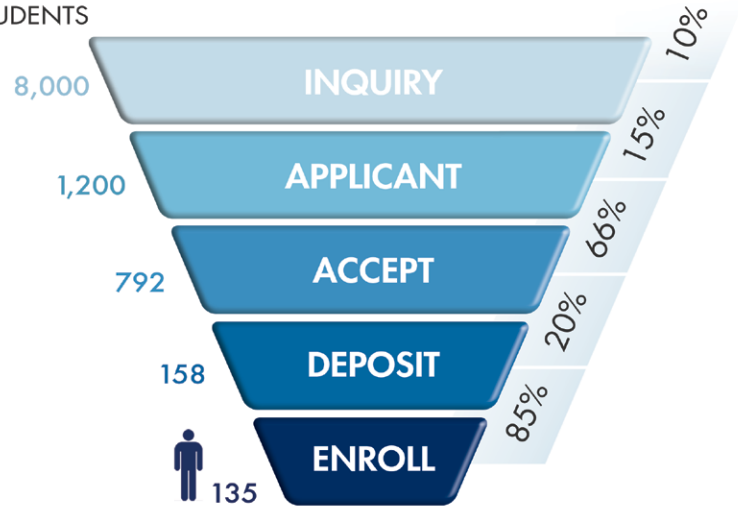 UDENTS
10%
8,000
INQUIRY
15%
1,200
APPLICANT
66%
792
ACCEPT
20%
158
DEPOSIT
85%
135
ENROLL